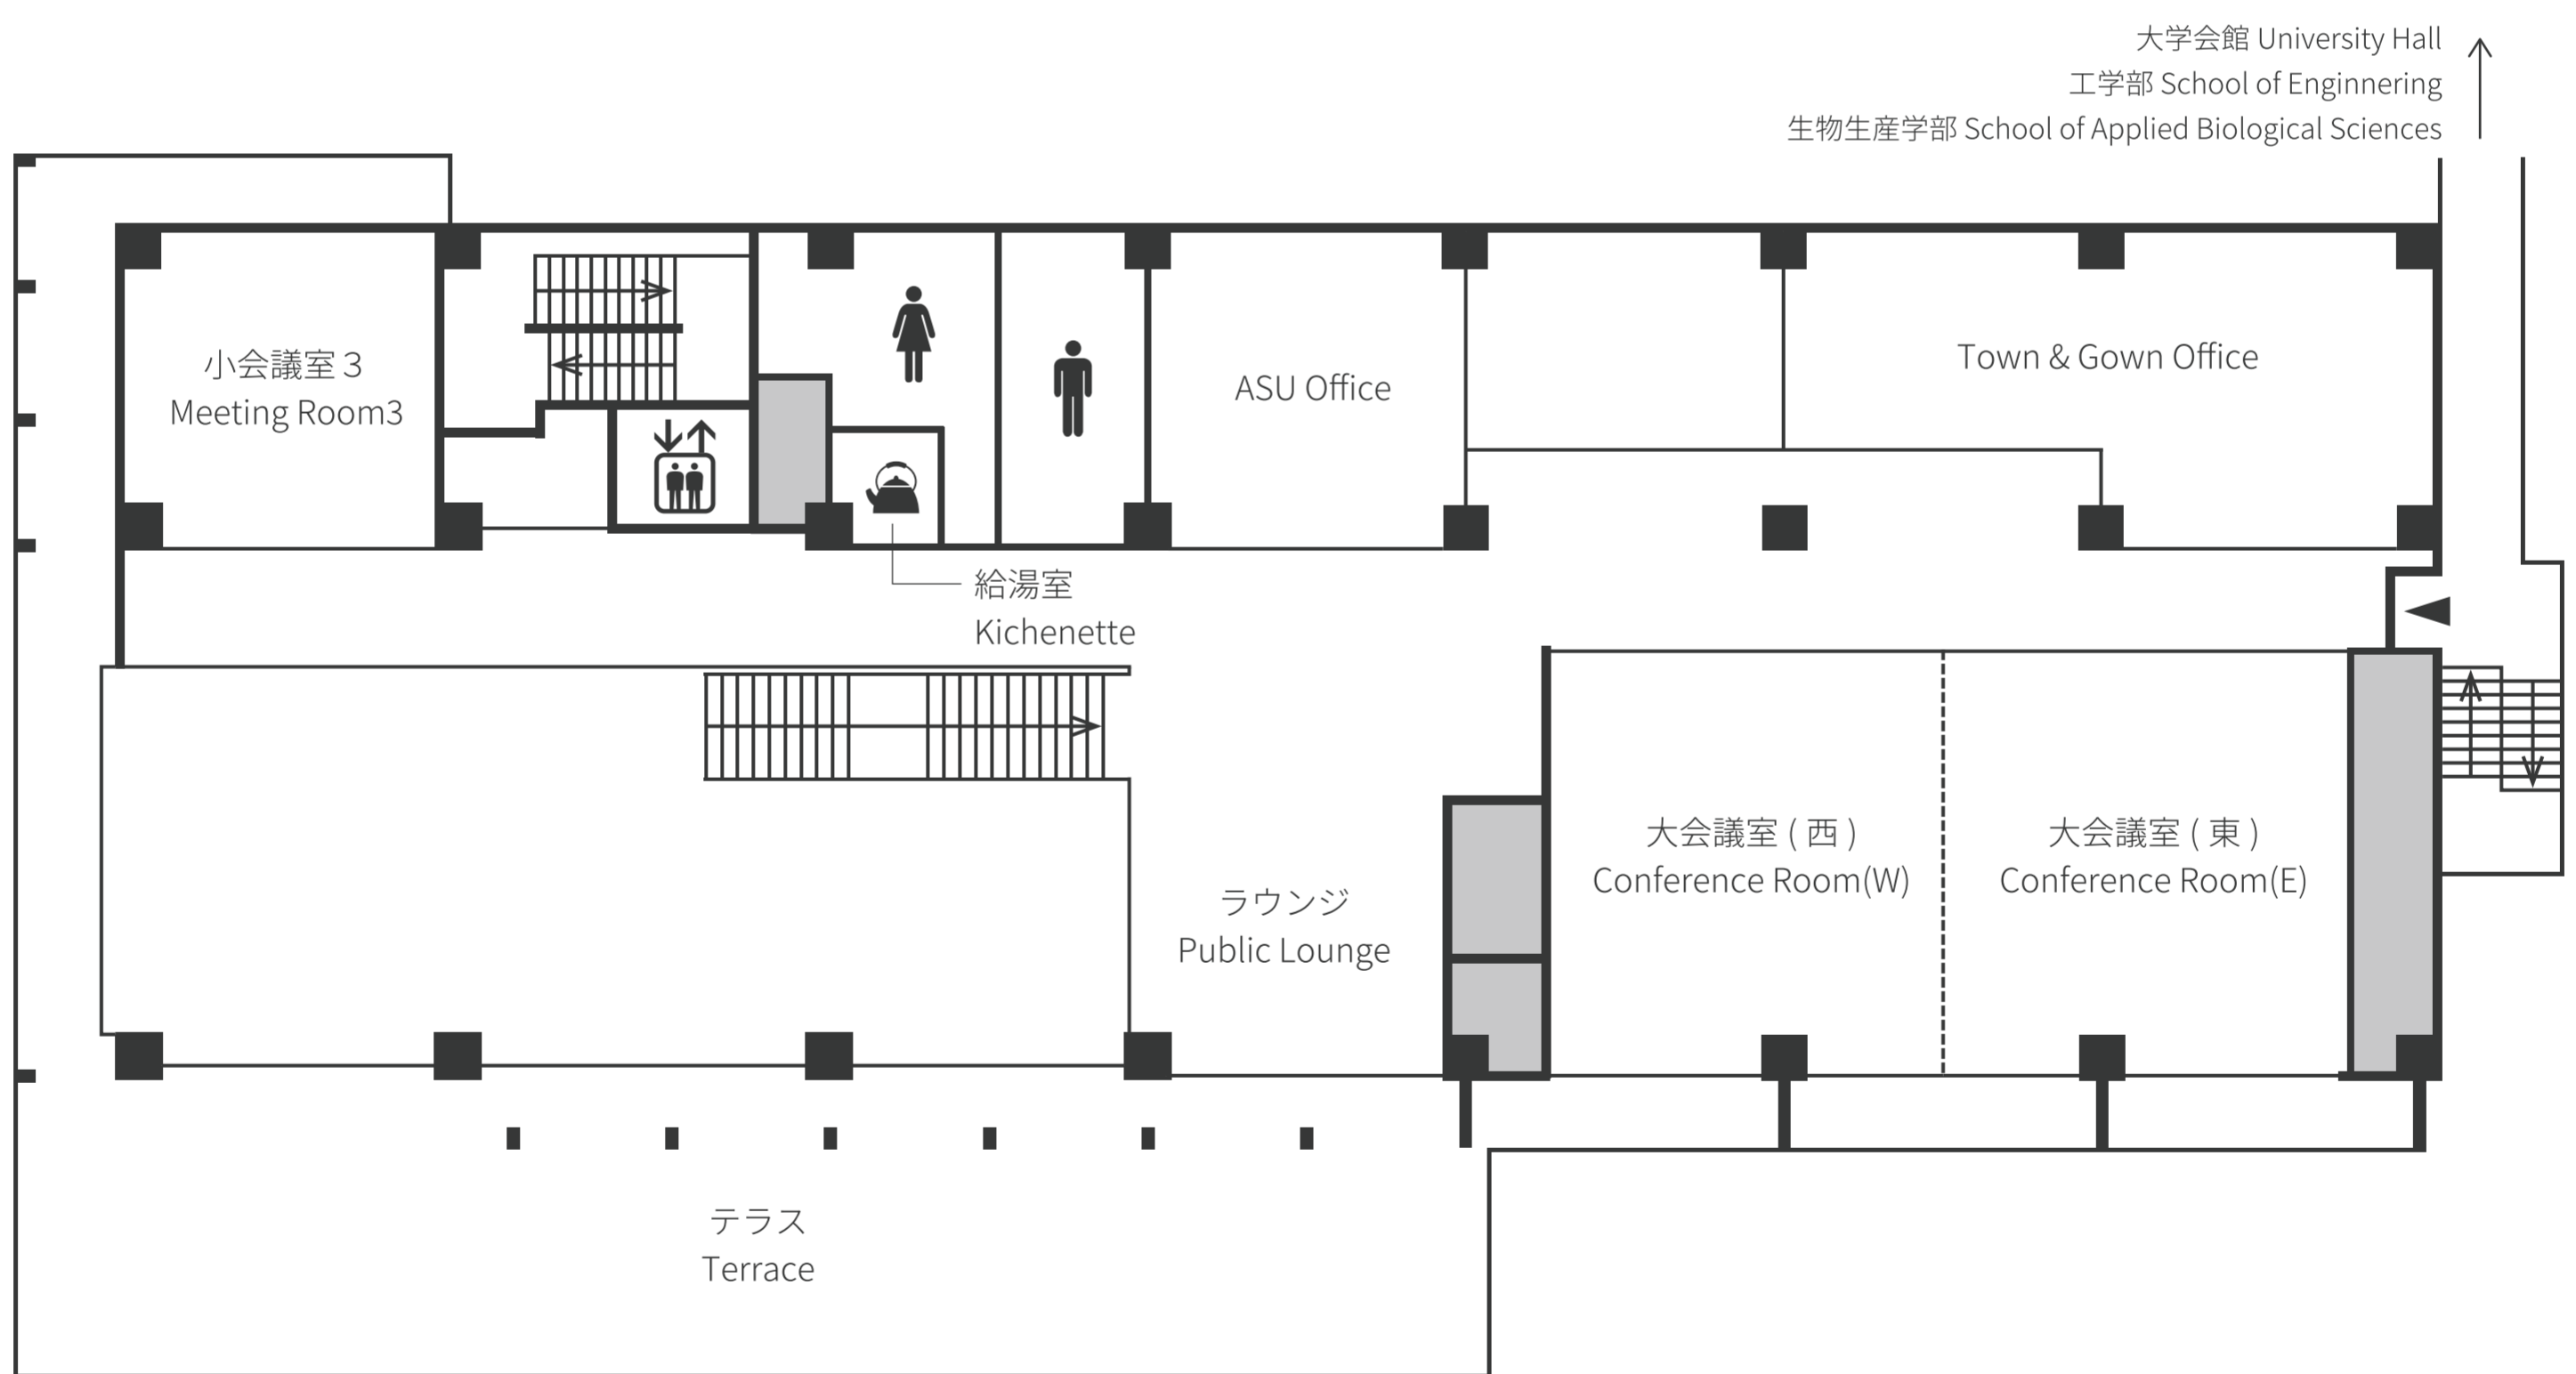 大学会館 University Hall
工学部 School of Enginnering
生物生産学部 School of Applied Biological Sciences
小会議室３
Meeting Room3
ASU Office
Town & Gown Office
給湯室
Kichenette
大会議室 ( 西 )
Conference Room(W)
大会議室 ( 東 )
Conference Room(E)
ラウンジ
Public Lounge
テラス
Terrace